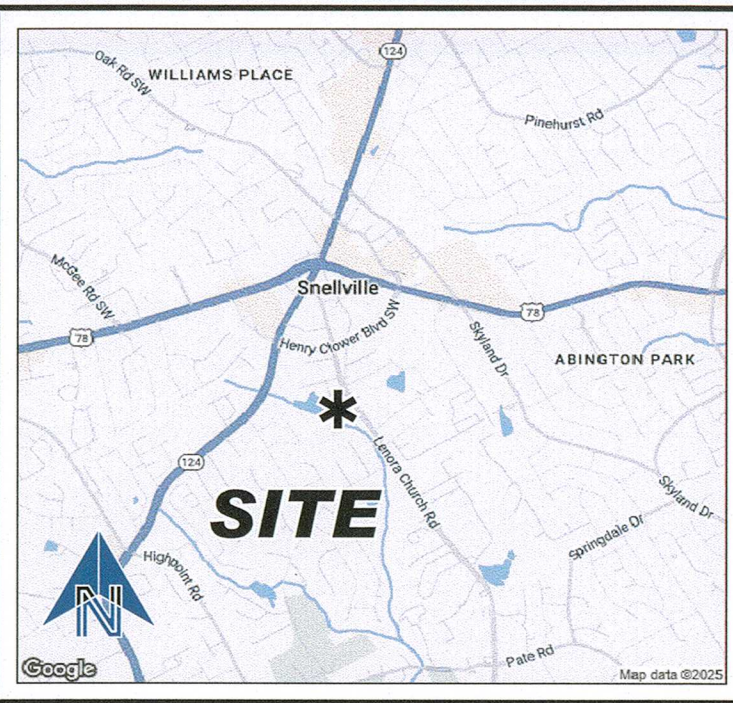 124
Oak Rd SW
WILLIAMS PLACE
Pinehurst Rd
McGee Rd SW
Snellville
78
78
Henry Clower Blvd SW
Skyland Dr
ABINGTON PARK
*
Lenora Church Rd
124
SITE
Skyland Dr
Springdale Dr
Highpoint Rd
N
Pate Rd
Google
Map data ©2025